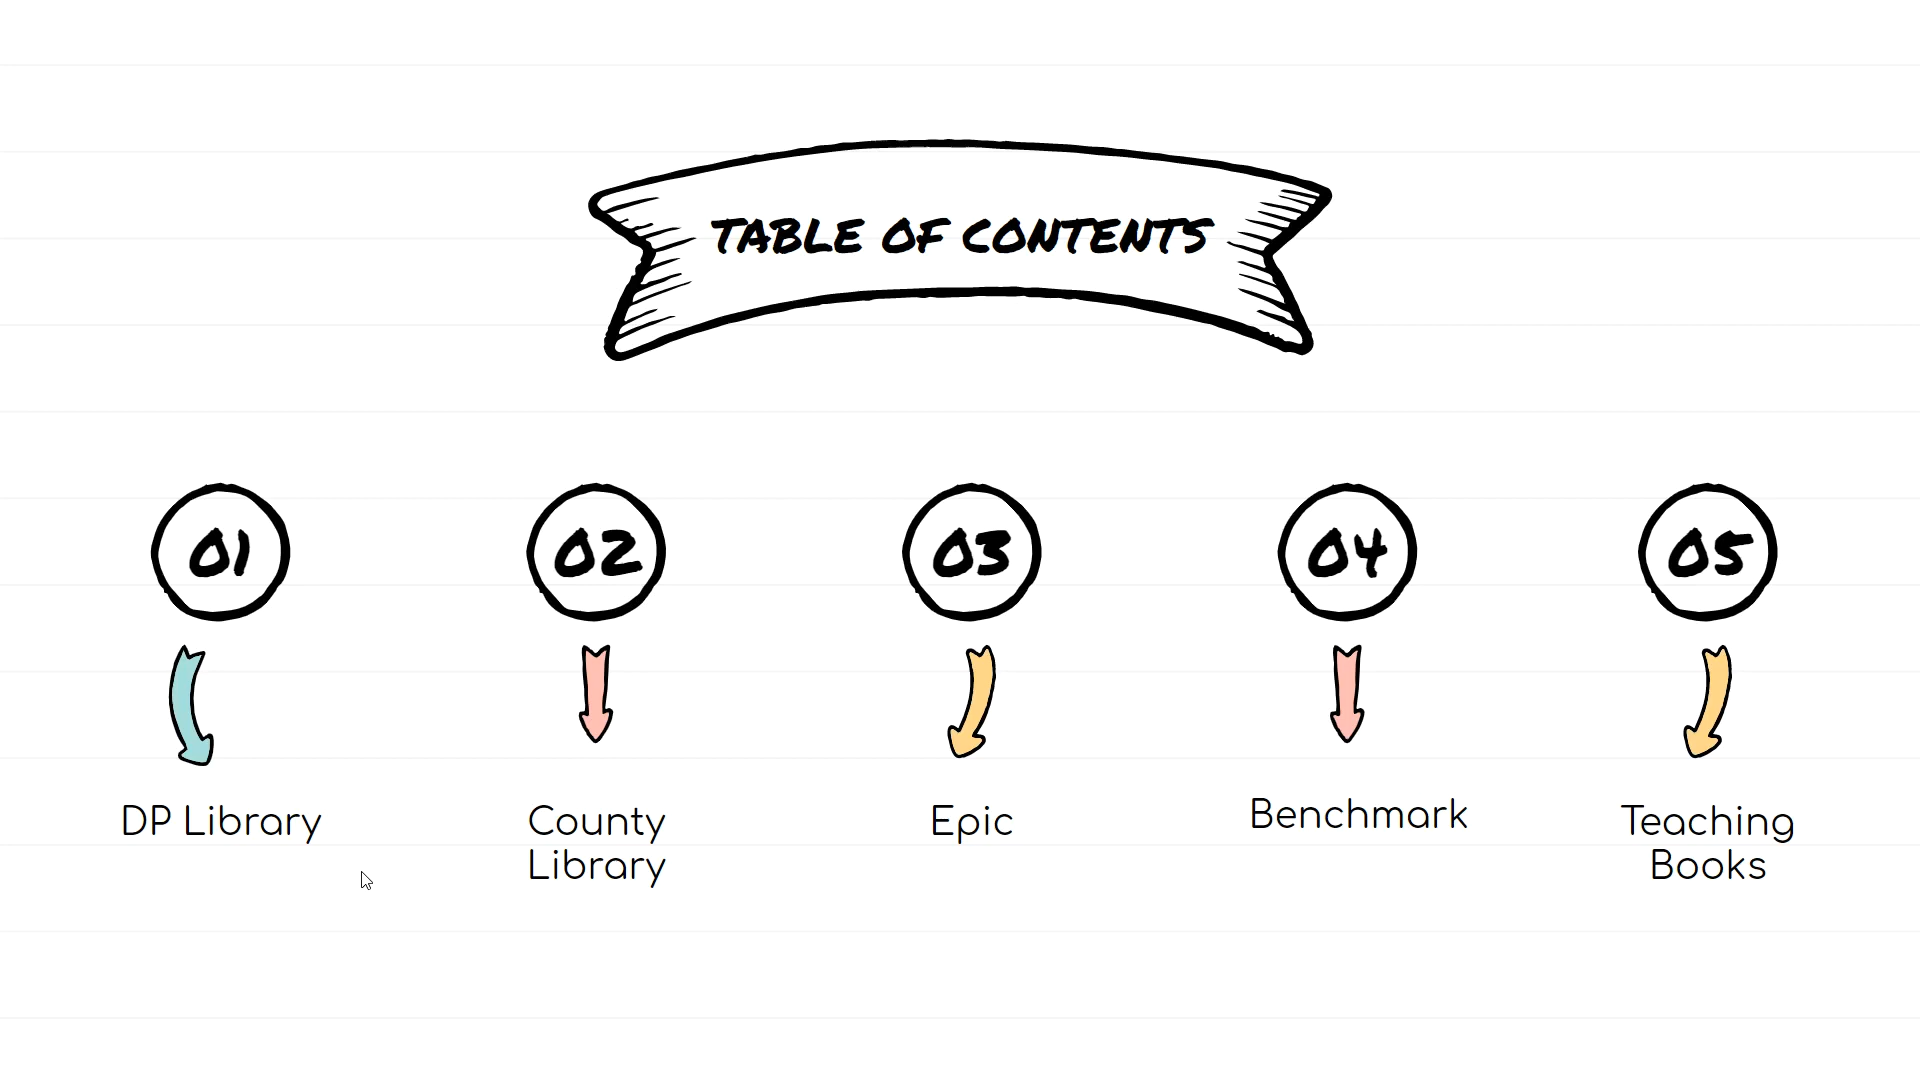 TABLE OF CONTENTS
01
02
03
04
05
DP Library
County
Library
Epic
Benchmark
Teaching
Books